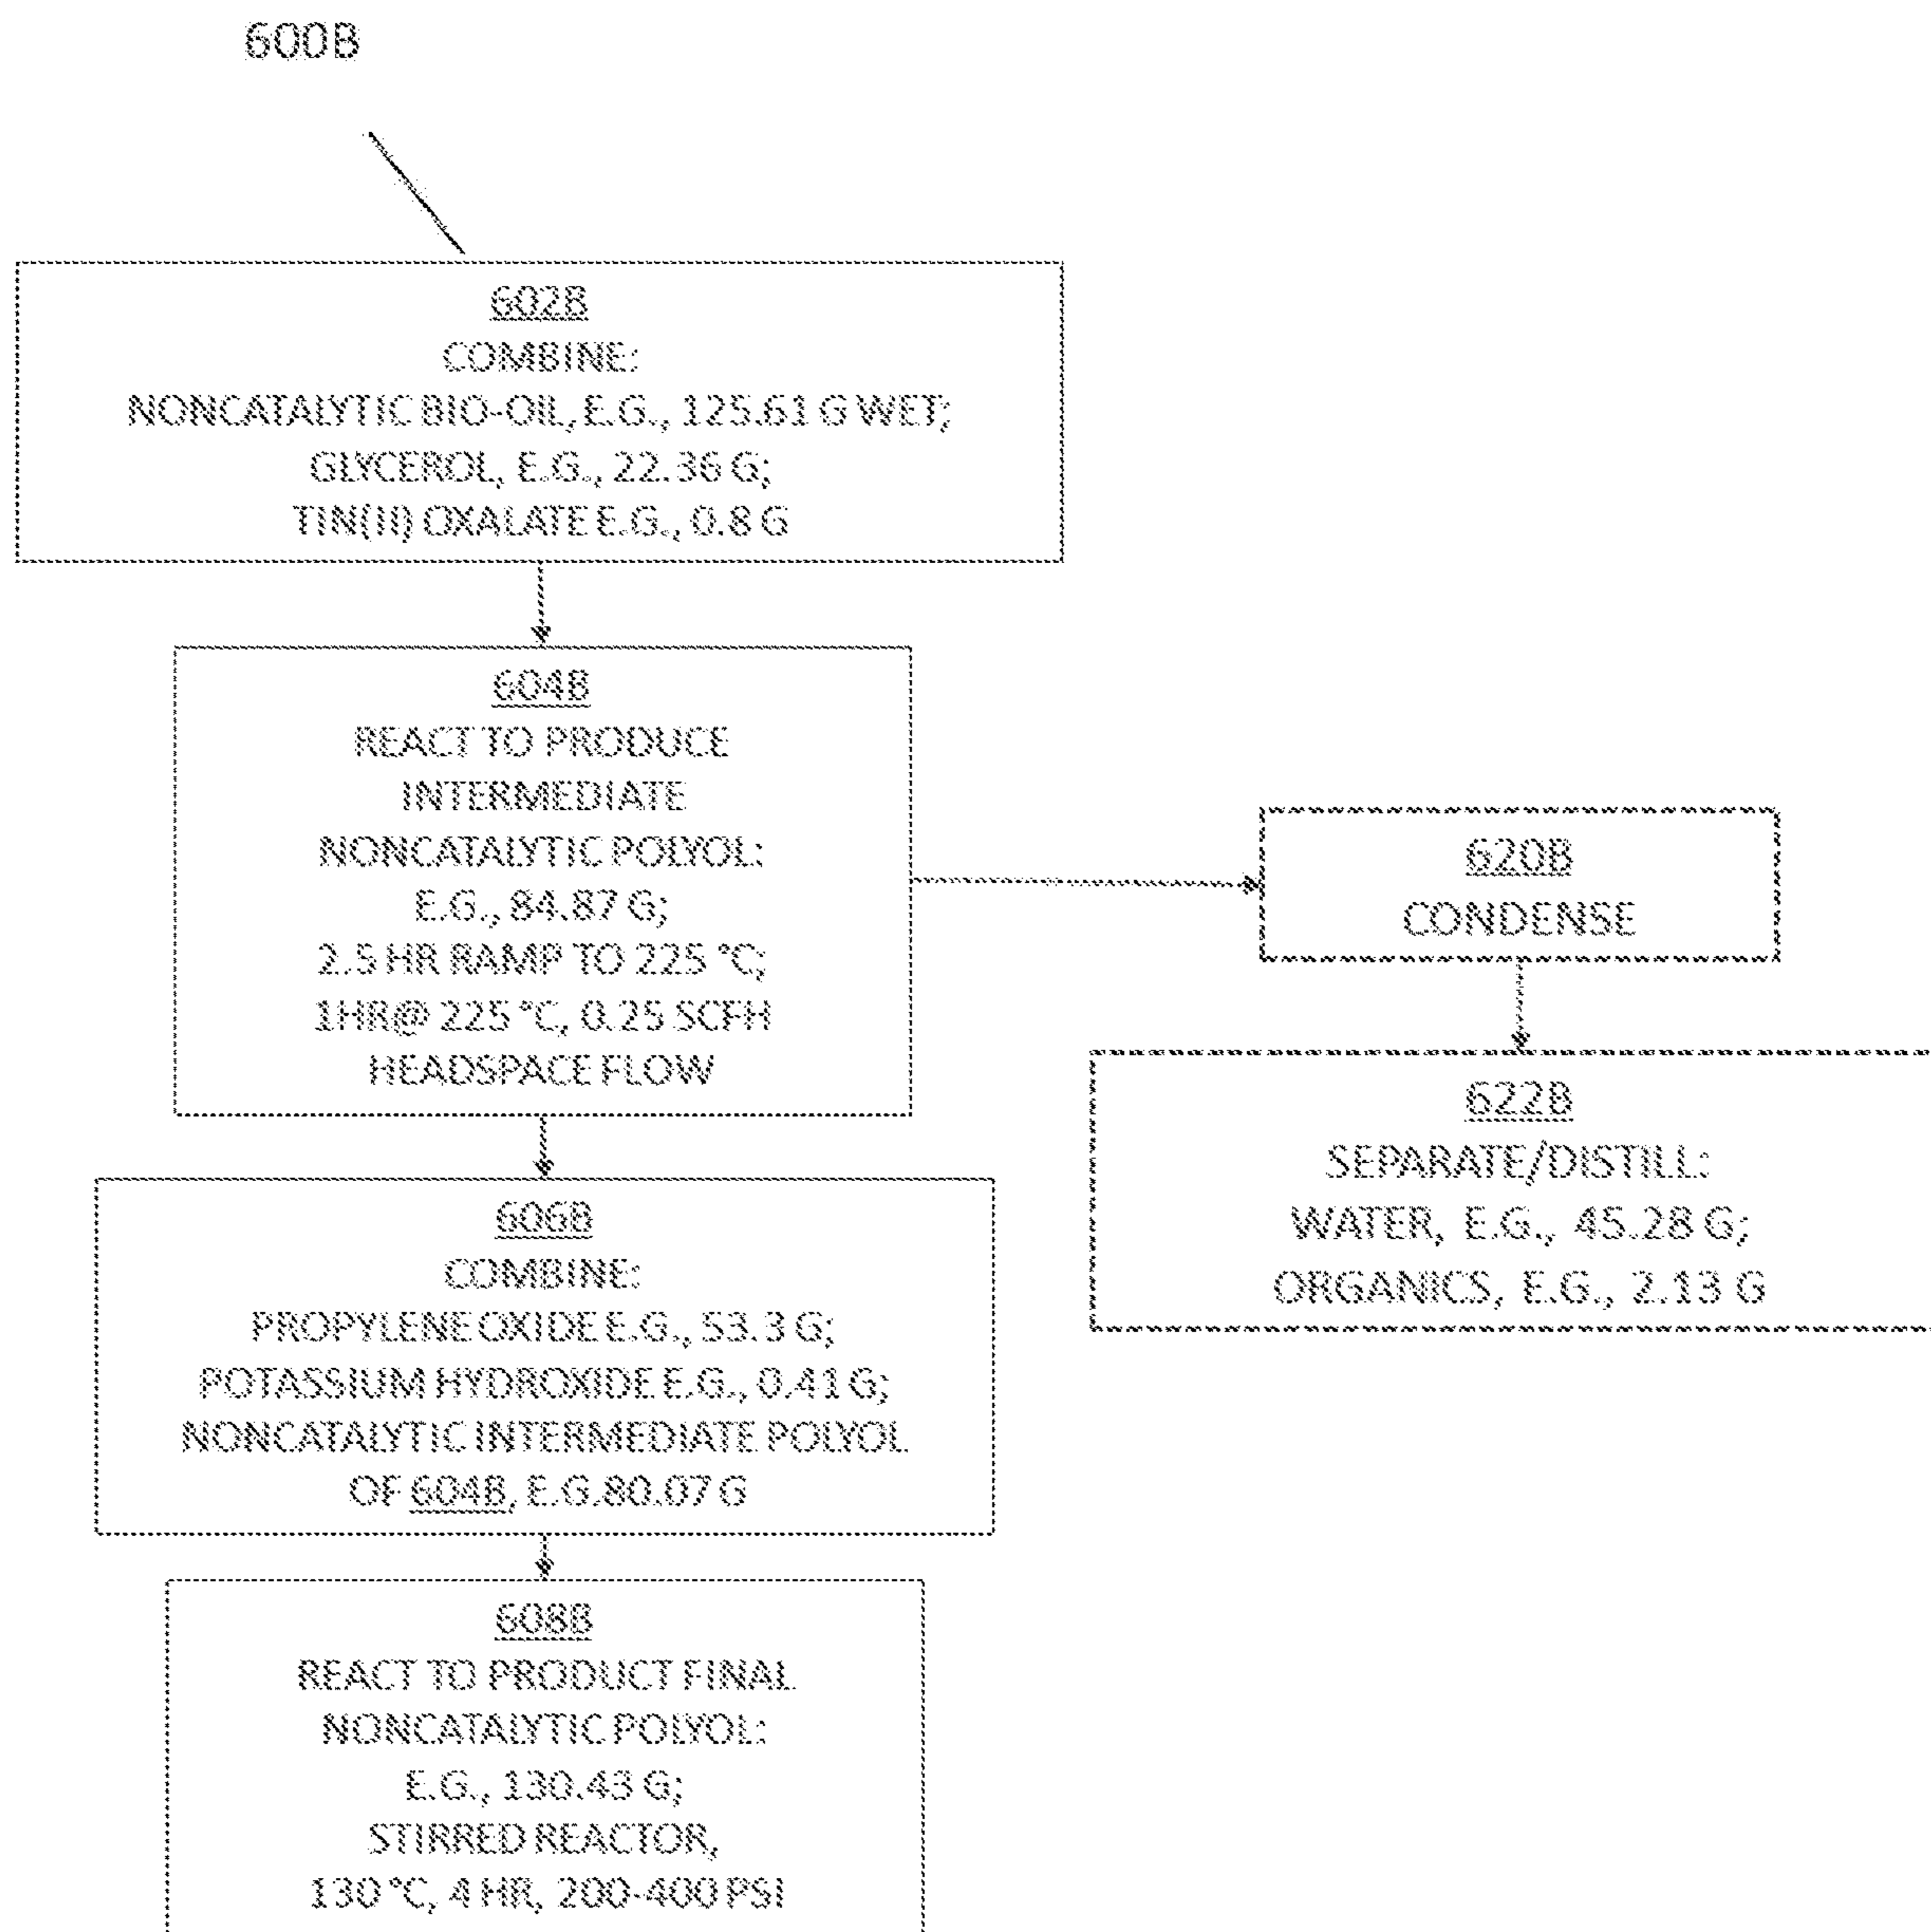 600B
602B
COMBINE:
NONCATALYTIC BIO-OIL, E.G., 125.61 G WET;
GLYCEROL, E.G., 22.36 G;
TIN(II) OXALATE E.G., 0.8 G
604B
REACT TO PRODUCE
INTERMEDIATE
NONCATALYTIC POLYOL:
E.G., 84.87 G;
2.5 HR RAMP TO 225 °C;
1HR@ 225 °C, 0.25 SCFH
HEADSPACE FLOW
620B
CONDENSE
622B
SEPARATE/DISTILL:
WATER, E.G., 45.28 G;
ORGANICS, E.G., 2.13 G
606B
COMBINE:
PROPYLENE OXIDE E.G., 53.3 G;
POTASSIUM HYDROXIDE E.G., 0.41 G;
NONCATALYTIC INTERMEDIATE POLYOL
OF 604B, E.G.80.07 G
608B
REACT TO PRODUCT FINAL
NONCATALYTIC POLYOL:
E.G., 130.43 G;
STIRRED REACTOR,
130 °C, 4 HR, 200-400 PSI